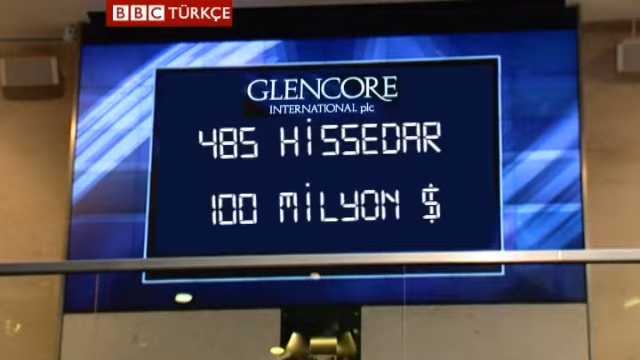 BBC TÜRKÇE
GLENCORE
INTERNATIONAL plc
485 HİSSEDAR
100 MİLYON $